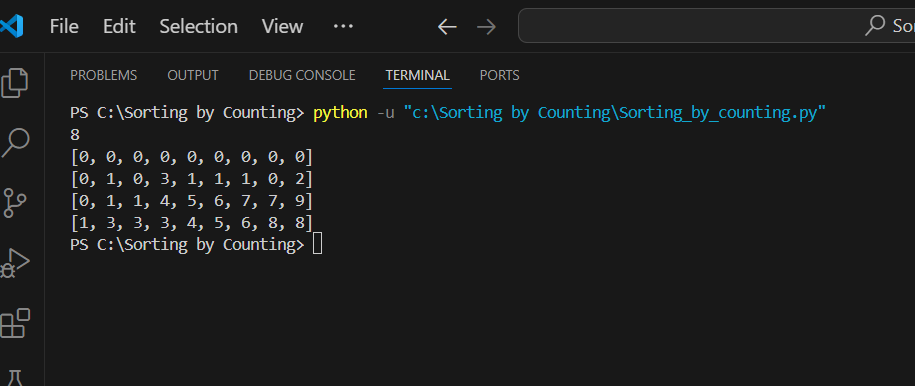 File Edit Selection View ··· ← → Sor
PROBLEMS OUTPUT DEBUG CONSOLE TERMINAL PORTS
PS C:\Sorting by Counting> python -u "c:\Sorting by Counting\Sorting_by_counting.py"
8
[0, 0, 0, 0, 0, 0, 0, 0, 0]
[0, 1, 0, 3, 1, 1, 1, 0, 2]
[0, 1, 1, 4, 5, 6, 7, 7, 9]
[1, 3, 3, 3, 4, 5, 6, 8, 8]
PS C:\Sorting by Counting>